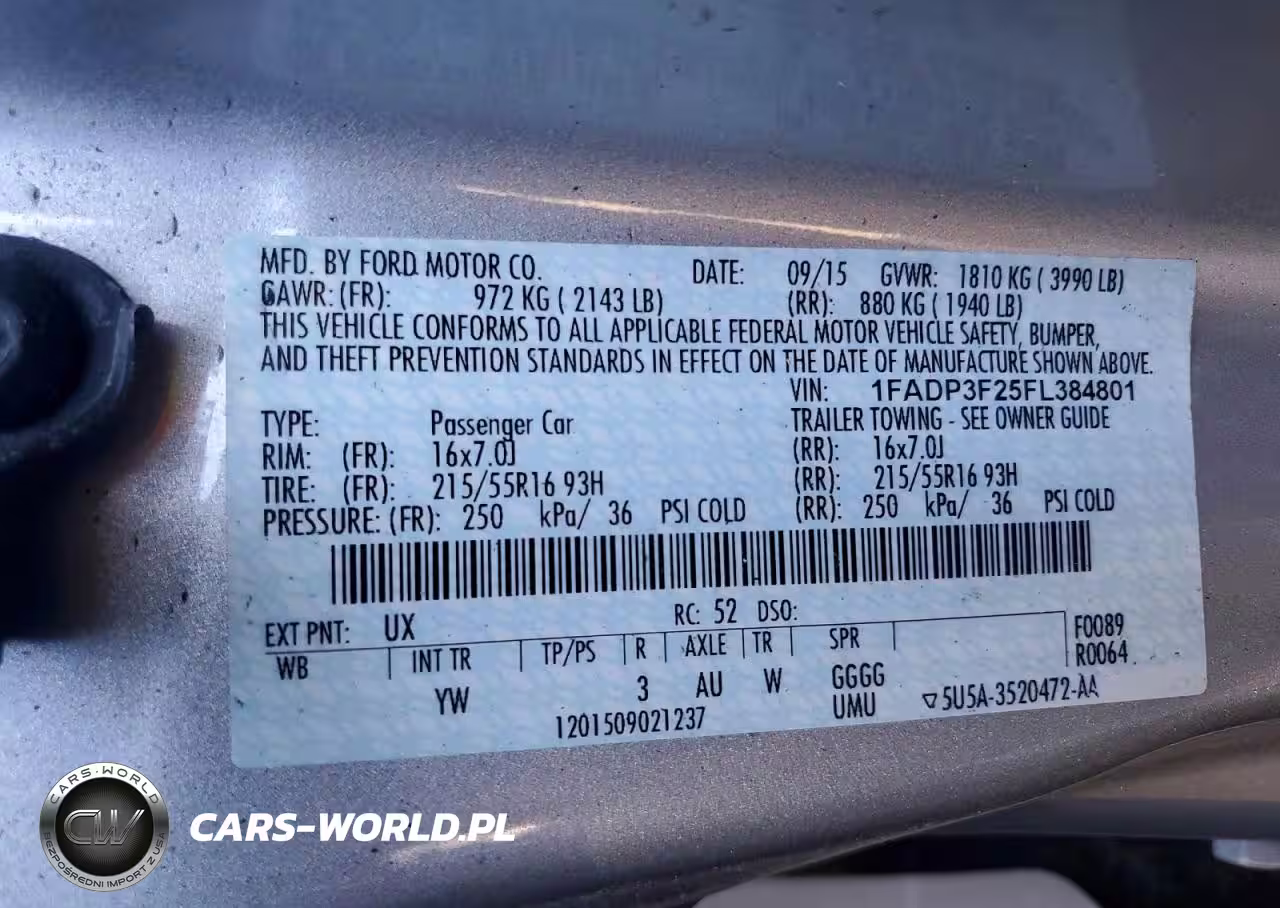 MFD. BY FORD MOTOR CO. DATE: 09/15 GVWR: 1810 KG ( 3990 LB)
GAWR: (FR): 972 KG ( 2143 LB) (RR): 880 KG ( 1940 LB)
THIS VEHICLE CONFORMS TO ALL APPLICABLE FEDERAL MOTOR VEHICLE SAFETY, BUMPER,
AND THEFT PREVENTION STANDARDS IN EFFECT ON THE DATE OF MANUFACTURE SHOWN ABOVE.
VIN: 1FADP3F25FL384801
TYPE: Passenger Car TRAILER TOWING - SEE OWNER GUIDE
RIM: (FR): 16x7.0J (RR): 16x7.0J
TIRE: (FR): 215/55R16 93H (RR): 215/55R16 93H
PRESSURE: (FR): 250 kPa/ 36 PSI COLD (RR): 250 kPa/ 36 PSI COLD
EXT PNT: UX RC: 52 DSO:
WB INT TR TP/PS R AXLE TR SPR F0089
R0064
YW 3 AU W GGGG
UMU ▽5U5A-3520472-AA
1201509021237
CARS-WORLD
CW
BEZPOŚREDNI IMPORT Z USA
CARS-WORLD.PL